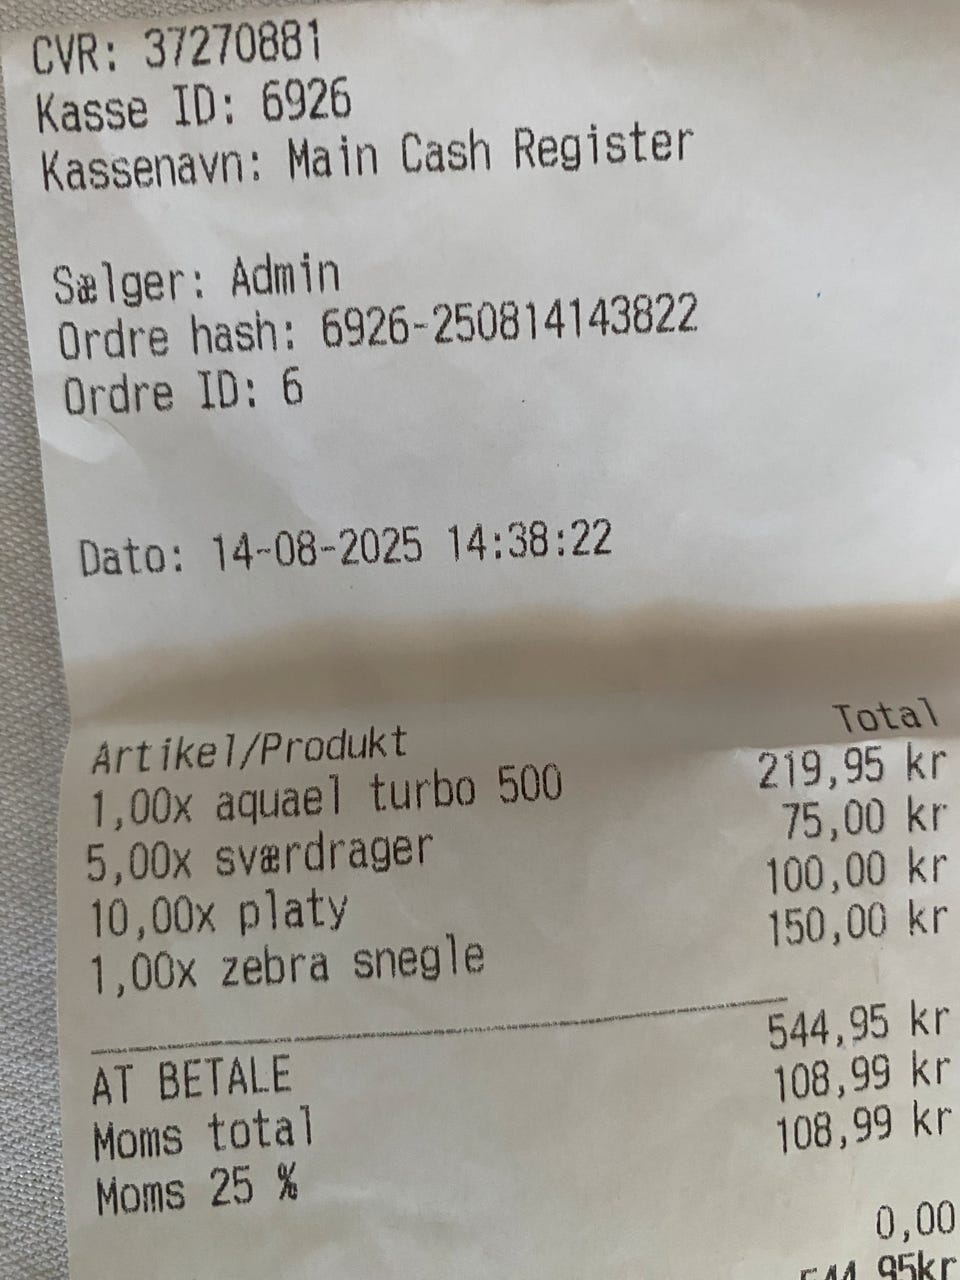 CVR: 37270881
Kasse ID: 6926
Kassenavn: Main Cash Register
Sælger: Admin
Ordre hash: 6926-250814143822
Ordre ID: 6
Dato: 14-08-2025 14:38:22
Artikel/Produkt Total
1,00x aquael turbo 500 219,95 kr
5,00x sværdrager 75,00 kr
10,00x platy 100,00 kr
1,00x zebra snegle 150,00 kr
AT BETALE 544,95 kr
Moms total 108,99 kr
Moms 25 % 108,99 kr
0,00
544,95kr